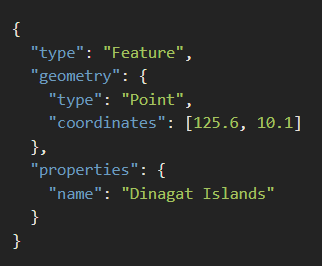 {
  "type": "Feature",
  "geometry": {
    "type": "Point",
    "coordinates": [125.6, 10.1]
  },
  "properties": {
    "name": "Dinagat Islands"
  }
}